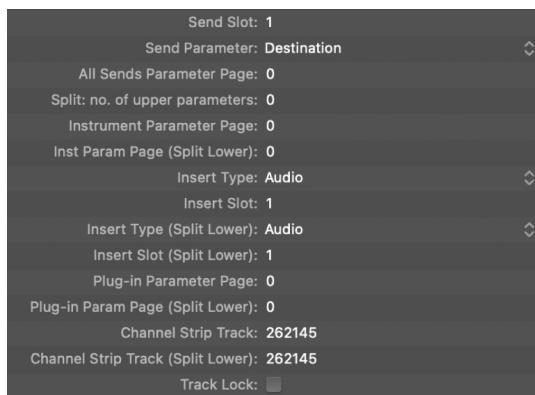 Send Slot: 1
Send Parameter: Destination
All Sends Parameter Page: 0
Split: no. of upper parameters: 0
Instrument Parameter Page: 0
Inst Param Page (Split Lower): 0
Insert Type: Audio
Insert Slot: 1
Insert Type (Split Lower): Audio
Insert Slot (Split Lower): 1
Plug-in Parameter Page: 0
Plug-in Param Page (Split Lower): 0
Channel Strip Track: 262145
Channel Strip Track (Split Lower): 262145
Track Lock: